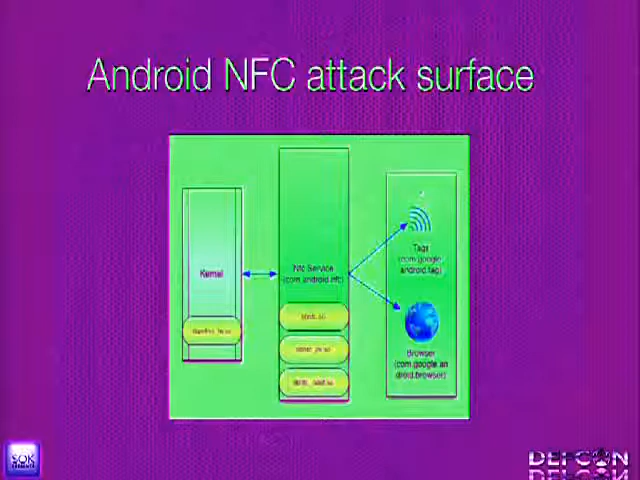 Android NFC attack surface
Kernel
Nfc Service
(com.android.nfc)
Tags
(com.google.
android.tag)
Browser
(com.google.an
droid.browser)
SOK
DEFCON